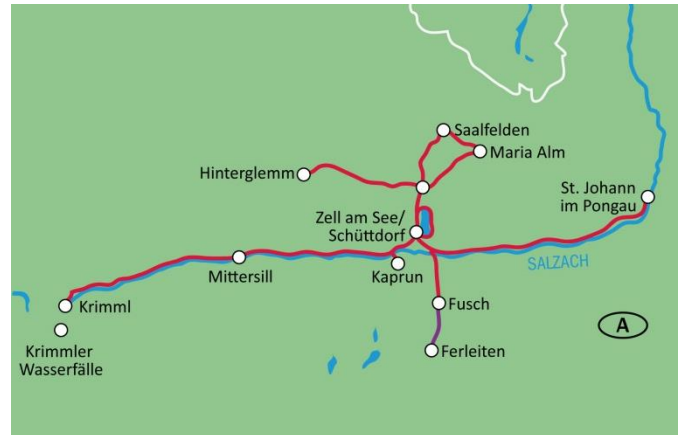 Saalfelden
Maria Alm
Hinterglemm
St. Johann
im Pongau
Zell am See/
Schüttdorf
SALZACH
Mittersill
Kaprun
Krimml
Fusch
A
Krimmler
Wasserfälle
Ferleiten